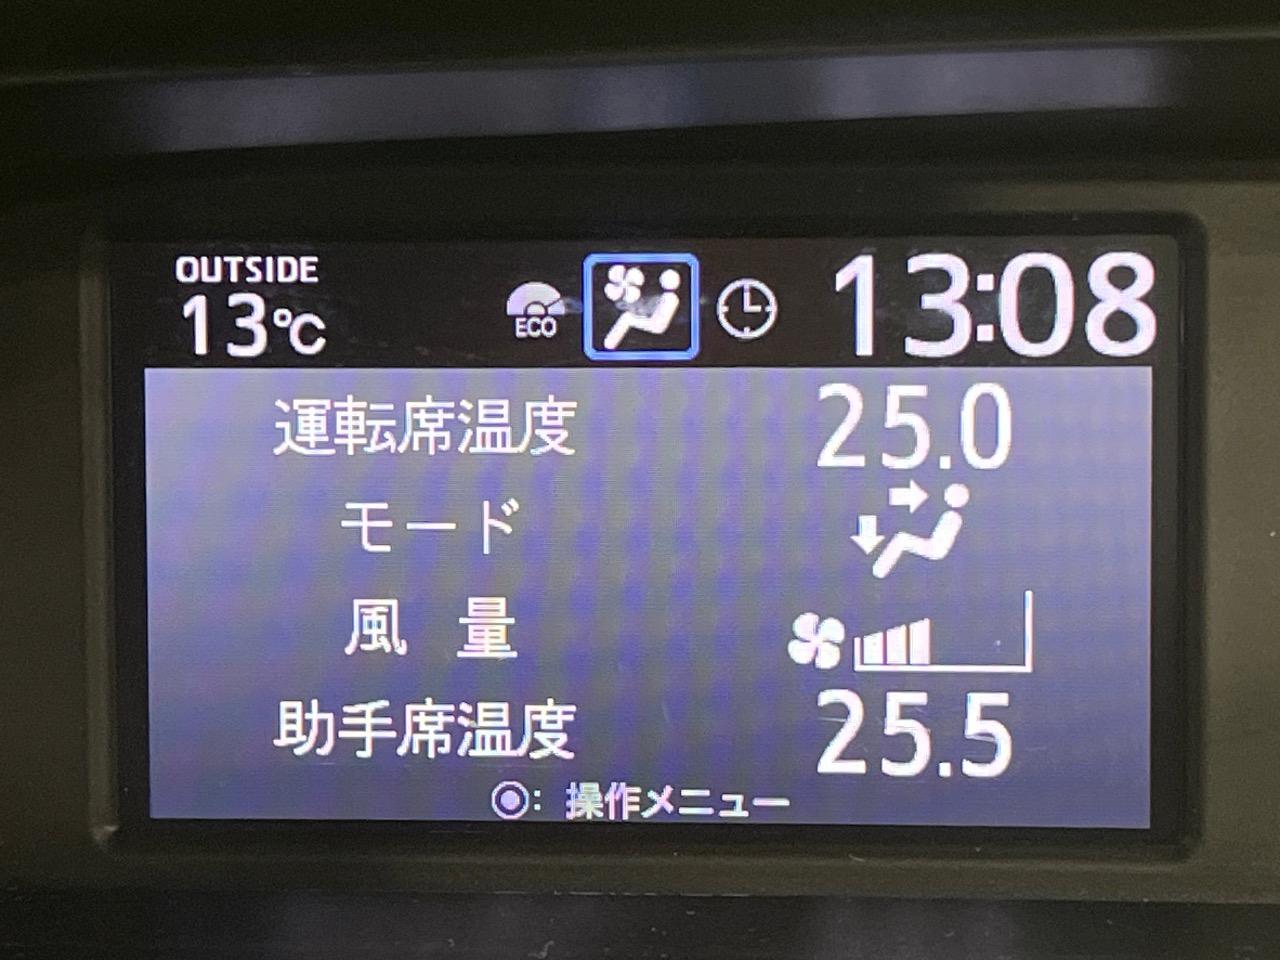 OUTSIDE
13℃
ECO
13:08
運転席温度 25.0
モード
風 量
助手席温度 25.5
◎: 操作メニュー